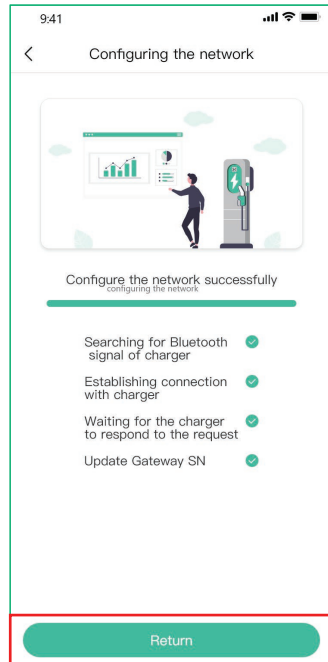 9:41
Configuring the network
Configure the network successfully
configuring the network
Searching for Bluetooth
signal of charger
Establishing connection
with charger
Waiting for the charger
to respond to the request
Update Gateway SN
Return